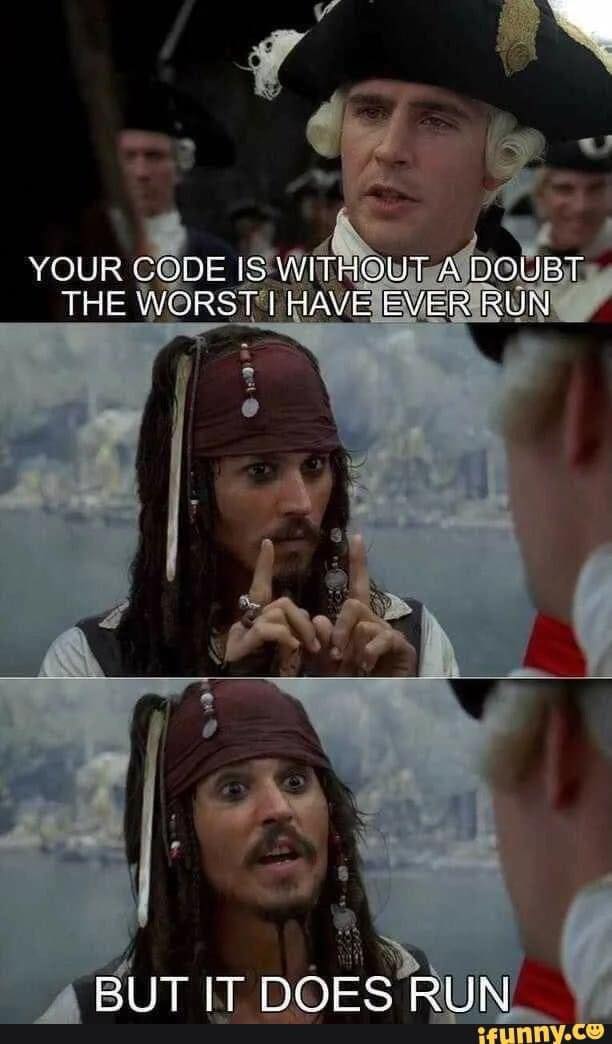 YOUR CODE IS WITHOUT A DOUBT
THE WORST I HAVE EVER RUN
BUT IT DOES RUN
ifunny.co